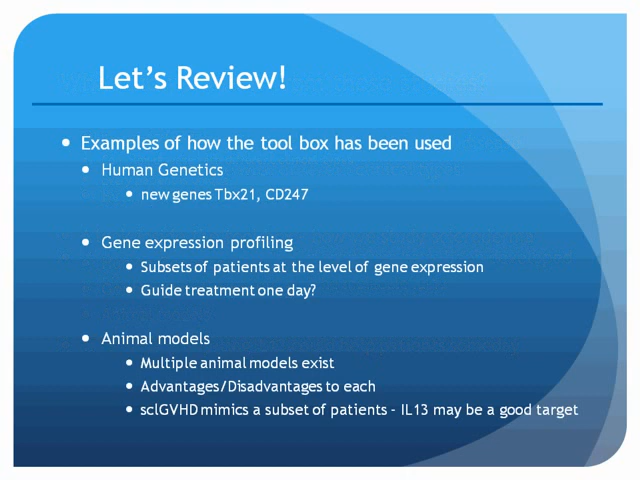 Let's Review!
• Examples of how the tool box has been used
• Human Genetics
• new genes Tbx21, CD247
• Gene expression profiling
• Subsets of patients at the level of gene expression
• Guide treatment one day?
• Animal models
• Multiple animal models exist
• Advantages/Disadvantages to each
• sclGVHD mimics a subset of patients - IL13 may be a good target